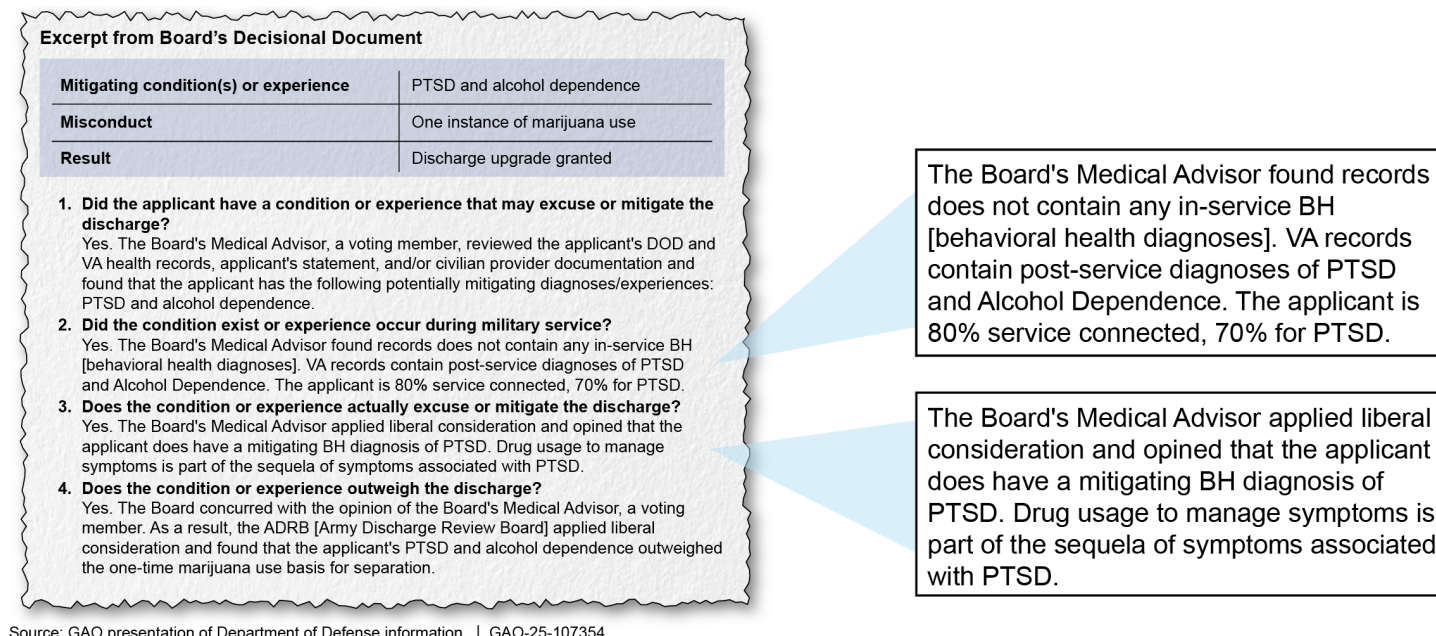 Excerpt from Board's Decisional Document
Mitigating condition(s) or experience PTSD and alcohol dependence
Misconduct One instance of marijuana use
Result Discharge upgrade granted
1. Did the applicant have a condition or experience that may excuse or mitigate the
discharge?
Yes. The Board's Medical Advisor, a voting member, reviewed the applicant's DOD and
VA health records, applicant's statement, and/or civilian provider documentation and
found that the applicant has the following potentially mitigating diagnoses/experiences:
PTSD and alcohol dependence.
2. Did the condition exist or experience occur during military service?
Yes. The Board's Medical Advisor found records does not contain any in-service BH
[behavioral health diagnoses]. VA records contain post-service diagnoses of PTSD
and Alcohol Dependence. The applicant is 80% service connected, 70% for PTSD.
3. Does the condition or experience actually excuse or mitigate the discharge?
Yes. The Board's Medical Advisor applied liberal consideration and opined that the
applicant does have a mitigating BH diagnosis of PTSD. Drug usage to manage
symptoms is part of the sequela of symptoms associated with PTSD.
4. Does the condition or experience outweigh the discharge?
Yes. The Board concurred with the opinion of the Board's Medical Advisor, a voting
member. As a result, the ADRB [Army Discharge Review Board] applied liberal
consideration and found that the applicant's PTSD and alcohol dependence outweighed
the one-time marijuana use basis for separation.
The Board's Medical Advisor found records
does not contain any in-service BH
[behavioral health diagnoses]. VA records
contain post-service diagnoses of PTSD
and Alcohol Dependence. The applicant is
80% service connected, 70% for PTSD.
The Board's Medical Advisor applied liberal
consideration and opined that the applicant
does have a mitigating BH diagnosis of
PTSD. Drug usage to manage symptoms is
part of the sequela of symptoms associated
with PTSD.
Source: GAO presentation of Department of Defense information. | GAO-25-107354